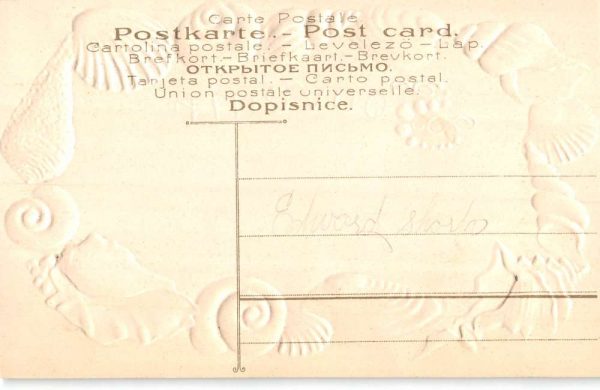 Carte Postale
Postkarte. - Post card.
Cartolina postale. - Levelező - Lap.
Brefkort. - Briefkaart. - Brevkort.
ОТКРЫТОЕ ПИСЬМО.
Tarjeta postal. - Carto postal.
Union postale universelle.
Dopisnice.
Edward